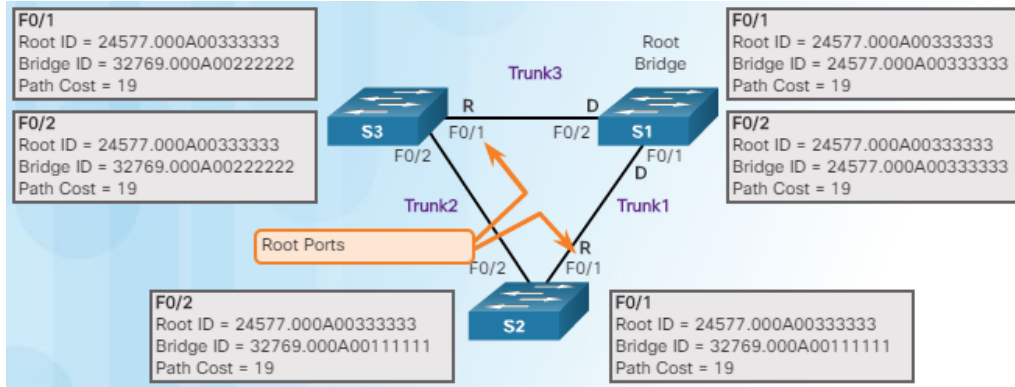 F0/1
Root ID = 24577.000A00333333
Bridge ID = 32769.000A00222222
Path Cost = 19
F0/2
Root ID = 24577.000A00333333
Bridge ID = 32769.000A00222222
Path Cost = 19
Root
Bridge
F0/1
Root ID = 24577.000A00333333
Bridge ID = 24577.000A00333333
Path Cost = 19
F0/2
Root ID = 24577.000A00333333
Bridge ID = 24577.000A00333333
Path Cost = 19
Trunk3
R
D
S3
F0/1
F0/2
S1
F0/2
F0/1
D
Trunk2
Trunk1
Root Ports
R
F0/2
F0/1
S2
F0/2
Root ID = 24577.000A00333333
Bridge ID = 32769.000A00111111
Path Cost = 19
F0/1
Root ID = 24577.000A00333333
Bridge ID = 32769.000A00111111
Path Cost = 19